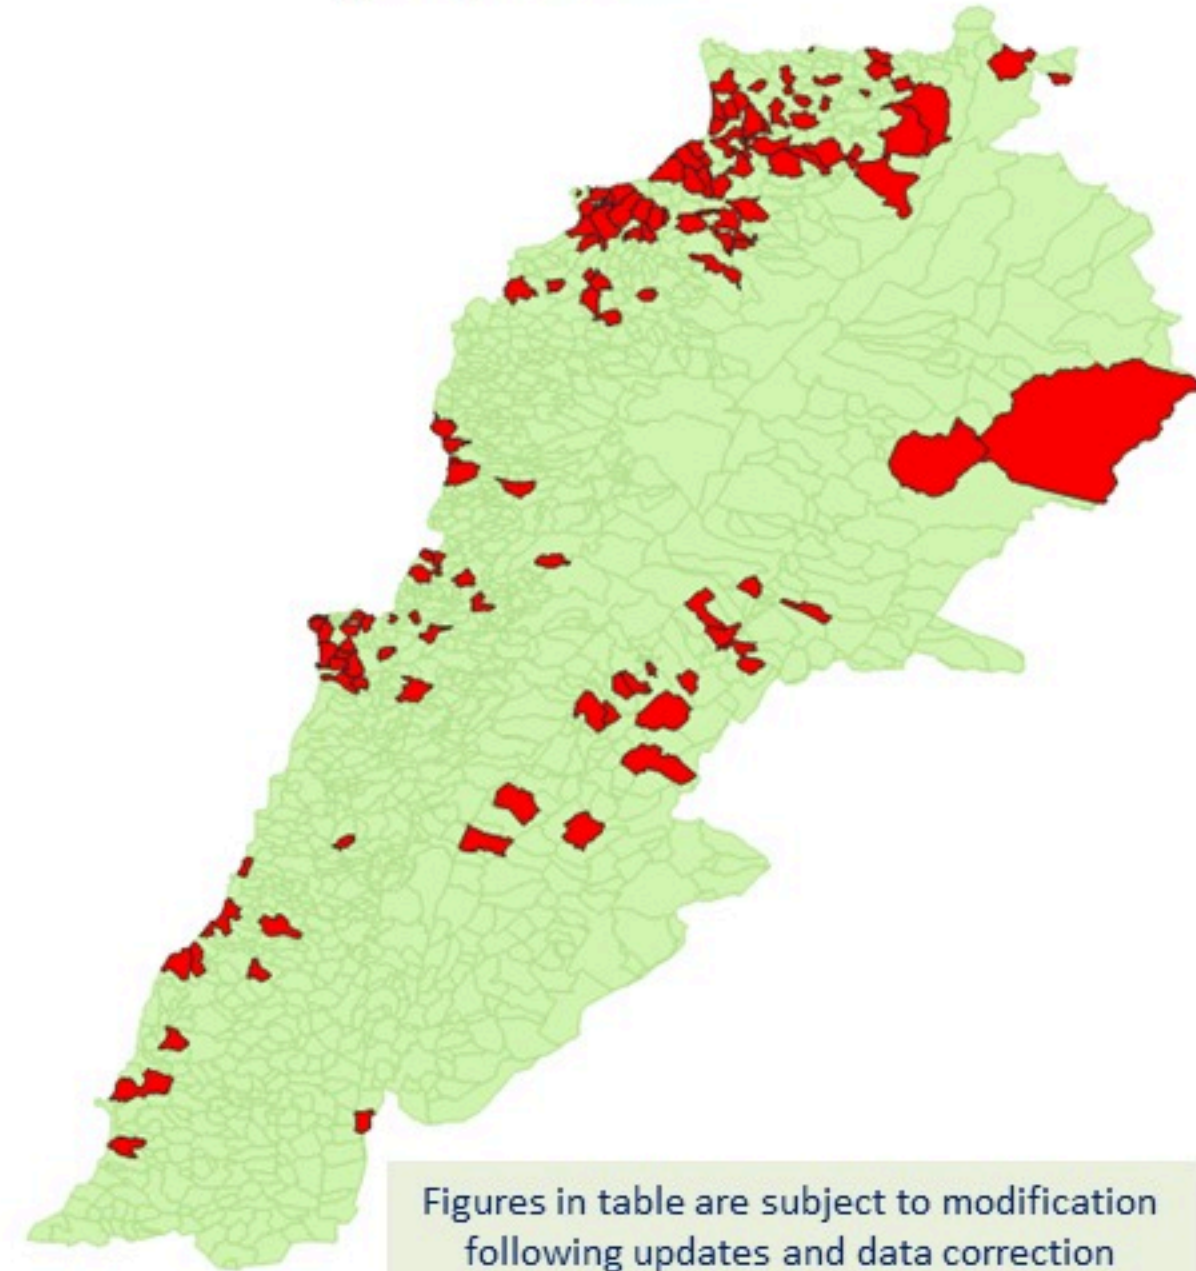 Figures in table are subject to modification
following updates and data correction